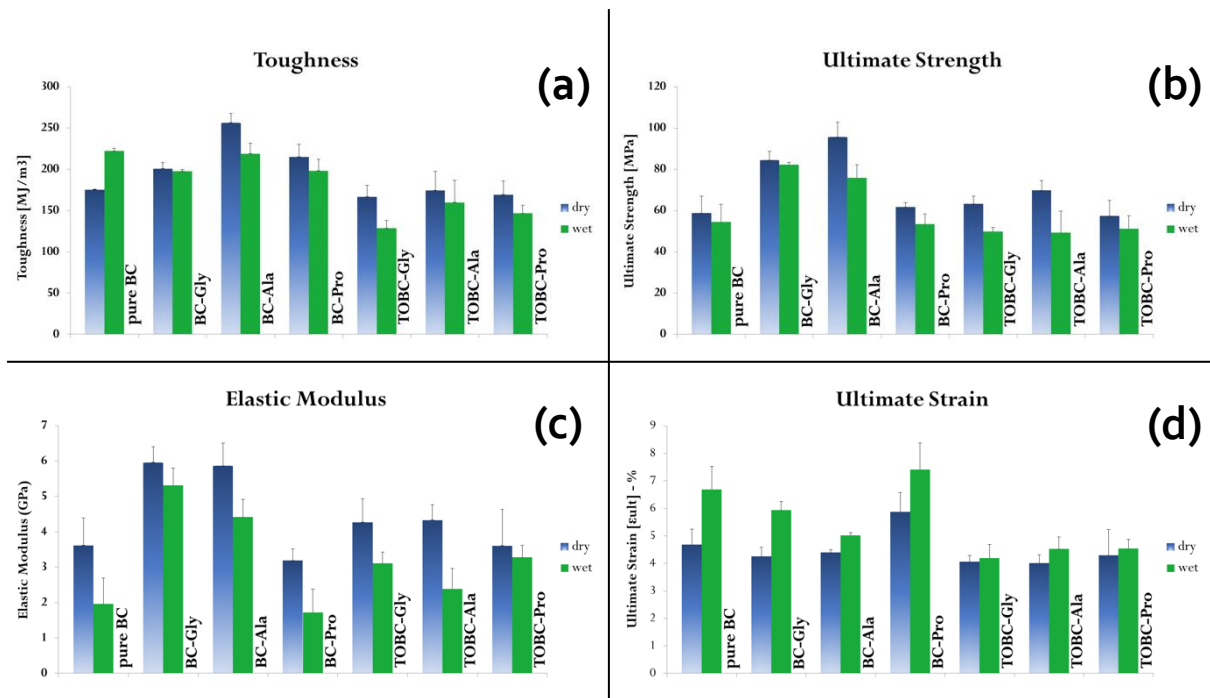 Toughness
(a)
Toughness [MJ/m3]
300
250
200
150
100
50
0
pure BC
BC-Gly
BC-Ala
BC-Pro
TOBC-Gly
TOBC-Ala
TOBC-Pro
dry
wet
Ultimate Strength
(b)
Ultimate Strength [MPa]
120
100
80
60
40
20
0
pure BC
BC-Gly
BC-Ala
BC-Pro
TOBC-Gly
TOBC-Ala
TOBC-Pro
dry
wet
Elastic Modulus
(c)
Elastic Modulus (GPa)
7
6
5
4
3
2
1
0
pure BC
BC-Gly
BC-Ala
BC-Pro
TOBC-Gly
TOBC-Ala
TOBC-Pro
dry
wet
Ultimate Strain
(d)
Ultimate Strain [εult] - %
9
8
7
6
5
4
3
2
1
0
pure BC
BC-Gly
BC-Ala
BC-Pro
TOBC-Gly
TOBC-Ala
TOBC-Pro
dry
wet